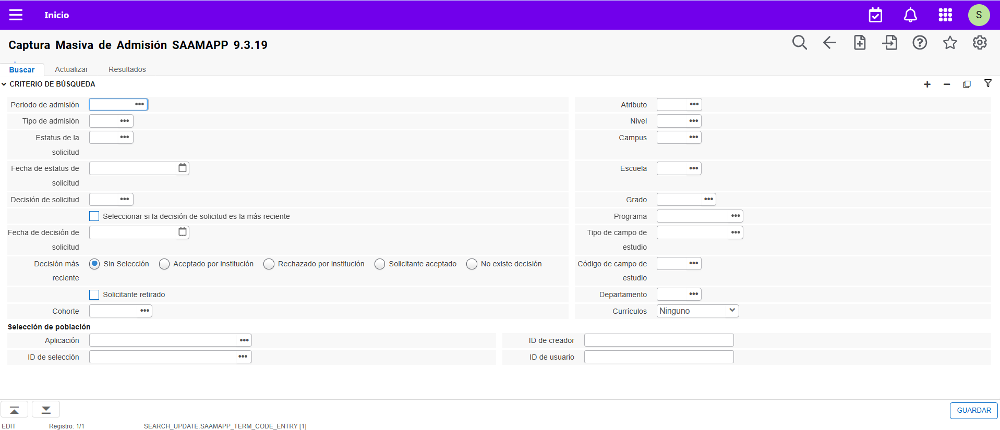 Inicio
S
Captura Masiva de Admisión SAAMAPP 9.3.19
Buscar Actualizar Resultados
CRITERIO DE BÚSQUEDA
Periodo de admisión
Atributo
Tipo de admisión
Nivel
Estatus de la
solicitud
Campus
Fecha de estatus de
solicitud
Escuela
Decisión de solicitud
Grado
Seleccionar si la decisión de solicitud es la más reciente
Programa
Fecha de decisión de
solicitud
Tipo de campo de
estudio
Decisión más
reciente
Sin Selección Aceptado por institución Rechazado por institución Solicitante aceptado No existe decisión
Código de campo de
estudio
Solicitante retirado
Departamento
Cohorte
Currículos Ninguno
Selección de población
Aplicación
ID de creador
ID de selección
ID de usuario
GUARDAR
EDIT Registro: 1/1 SEARCH_UPDATE.SAAMAPP_TERM_CODE_ENTRY [1]